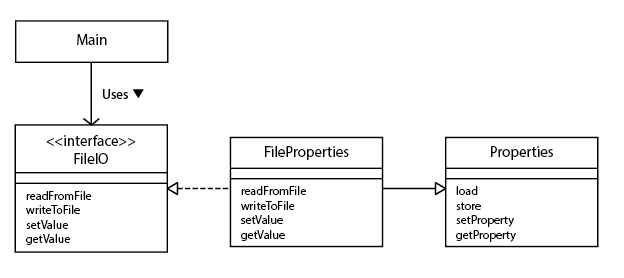 Main
Uses ▼
<<interface>>
FileIO
readFromFile
writeToFile
setValue
getValue
FileProperties
readFromFile
writeToFile
setValue
getValue
Properties
load
store
setProperty
getProperty